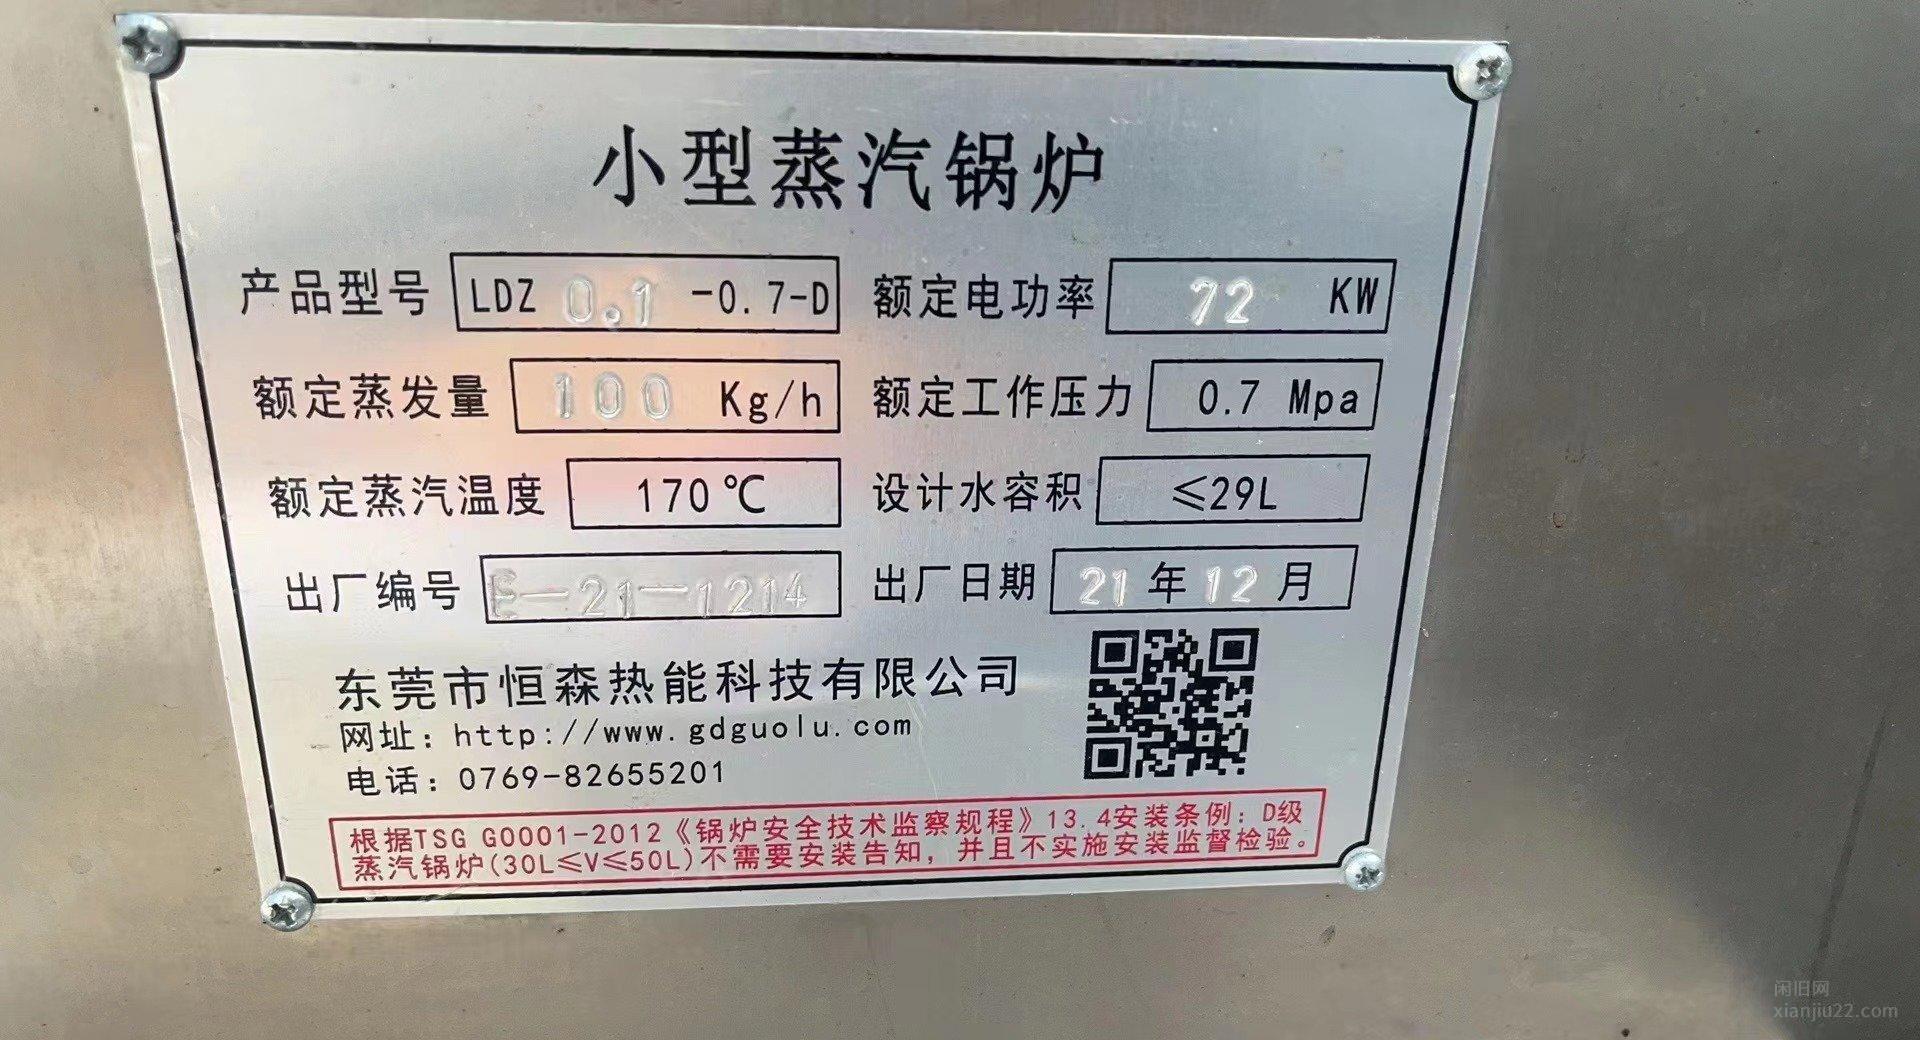 小型蒸汽锅炉
产品型号 LDZ 0.1 -0.7-D 额定电功率 72 KW
额定蒸发量 100 Kg/h 额定工作压力 0.7 Mpa
额定蒸汽温度 170℃ 设计水容积 ≤29L
出厂编号 E-21-1214 出厂日期 21年12月
东莞市恒森热能科技有限公司
网址：http://www.gdguolu.com
电话：0769-82655201
根据TSG G0001-2012《锅炉安全技术监察规程》13.4安装条例：D级
蒸汽锅炉(30L≤V≤50L)不需要安装告知，并且不实施安装监督检验。
闲旧网
xianjiu22.com